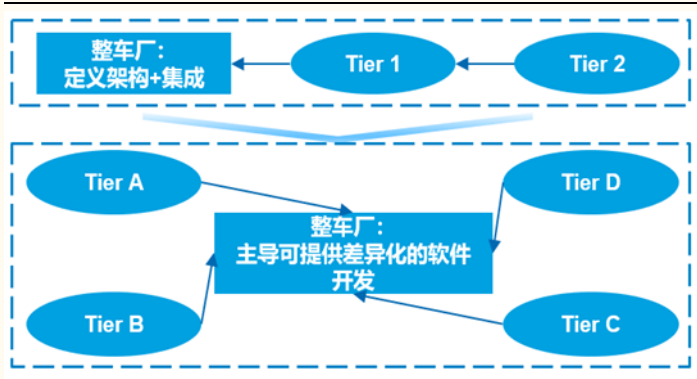 整车厂：
定义架构+集成
Tier 1
Tier 2
Tier A
Tier D
整车厂：
主导可提供差异化的软件
开发
Tier B
Tier C